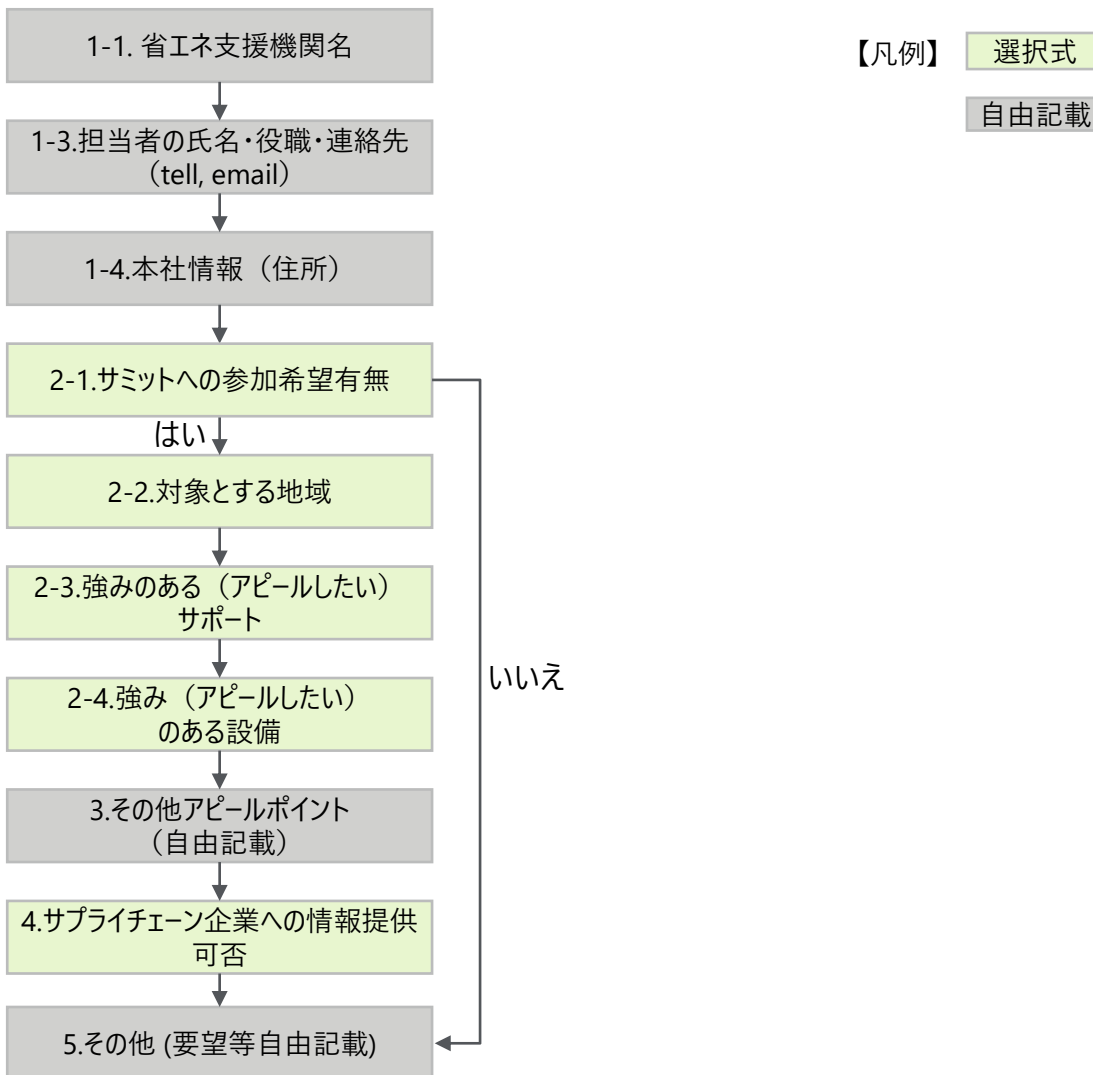 1-1. 省エネ支援機関名
【凡例】
選択式
自由記載
1-3.担当者の氏名・役職・連絡先
（tell, email）
1-4.本社情報（住所）
2-1.サミットへの参加希望有無
はい
2-2.対象とする地域
2-3.強みのある（アピールしたい）
サポート
いいえ
2-4.強み（アピールしたい）
のある設備
3.その他アピールポイント
（自由記載）
4.サプライチェーン企業への情報提供
可否
5.その他 (要望等自由記載)